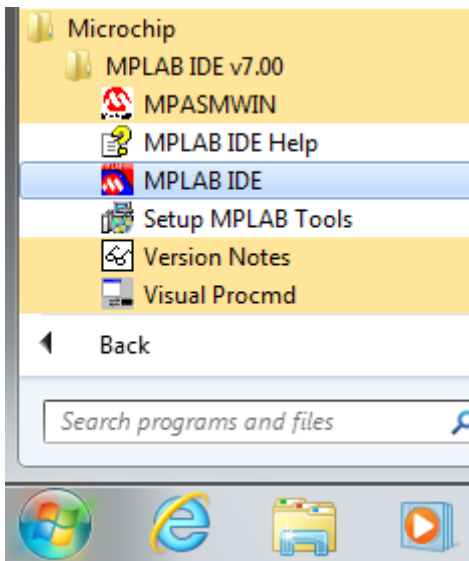 Microchip
MPLAB IDE v7.00
MPASMWIN
MPLAB IDE Help
MPLAB IDE
Setup MPLAB Tools
Version Notes
Visual Procmd
Back
Search programs and files